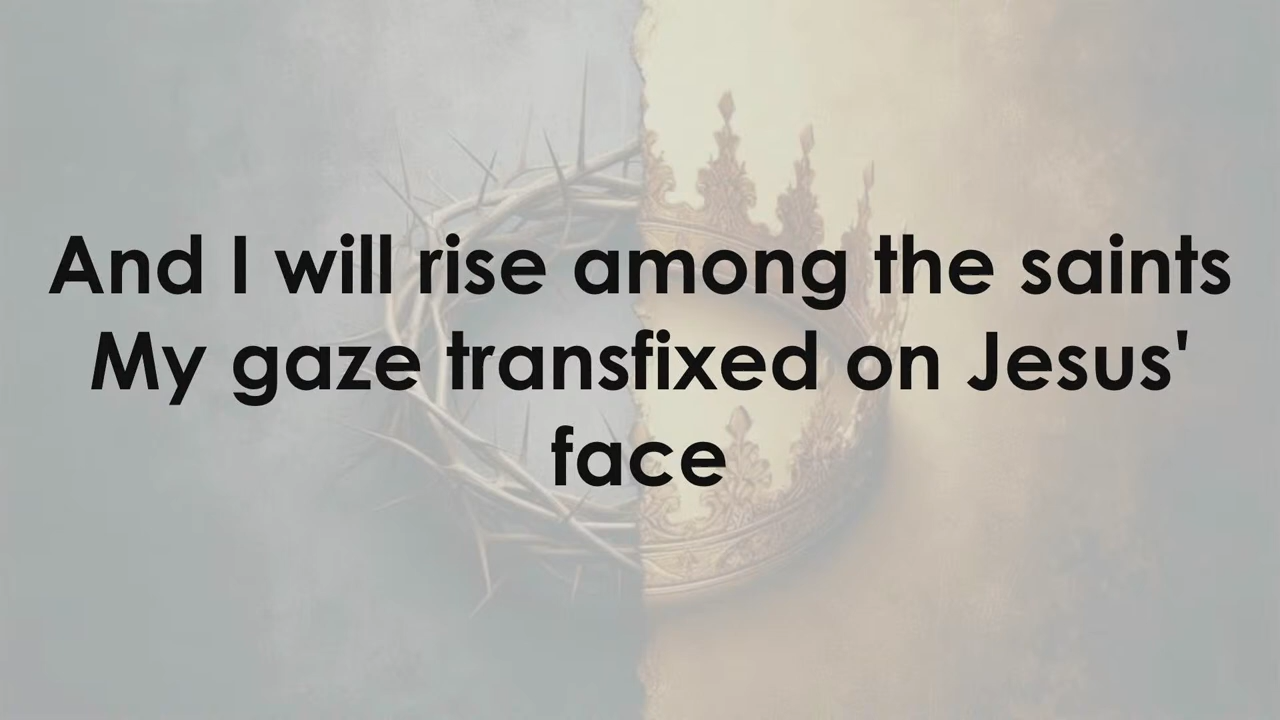 And I will rise among the saints
My gaze transfixed on Jesus'
face